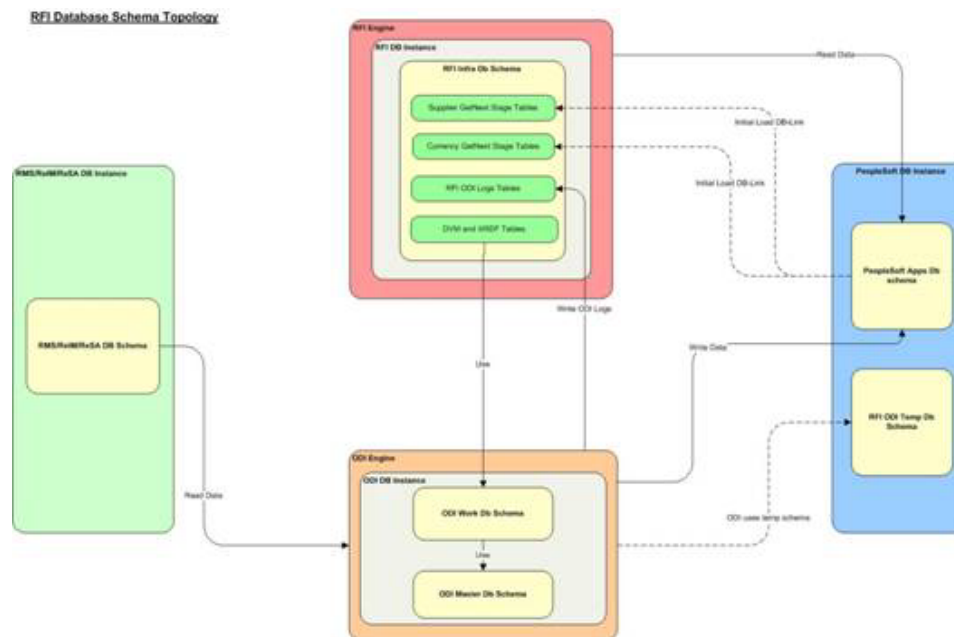 RFI Database Schema Topology
RFI Engine
RFI DB Instance
RFI Infra Db Schema
Supplier GetNext Stage Tables
Currency GetNext Stage Tables
RFI ODI Logs Tables
DVM and XREF Tables
Read Data
Initial Load DB-Link
Initial Load DB-Link
RMS/ReIM/ReSA DB Instance
RMS/ReIM/ReSA DB Schema
PeopleSoft DB Instance
PeopleSoft Apps Db
schema
RFI ODI Temp Db
Schema
Write ODI Logs
Write Data
Use
Read Data
ODI Engine
ODI DB Instance
ODI Work Db Schema
Use
ODI Master Db Schema
ODI uses temp schema